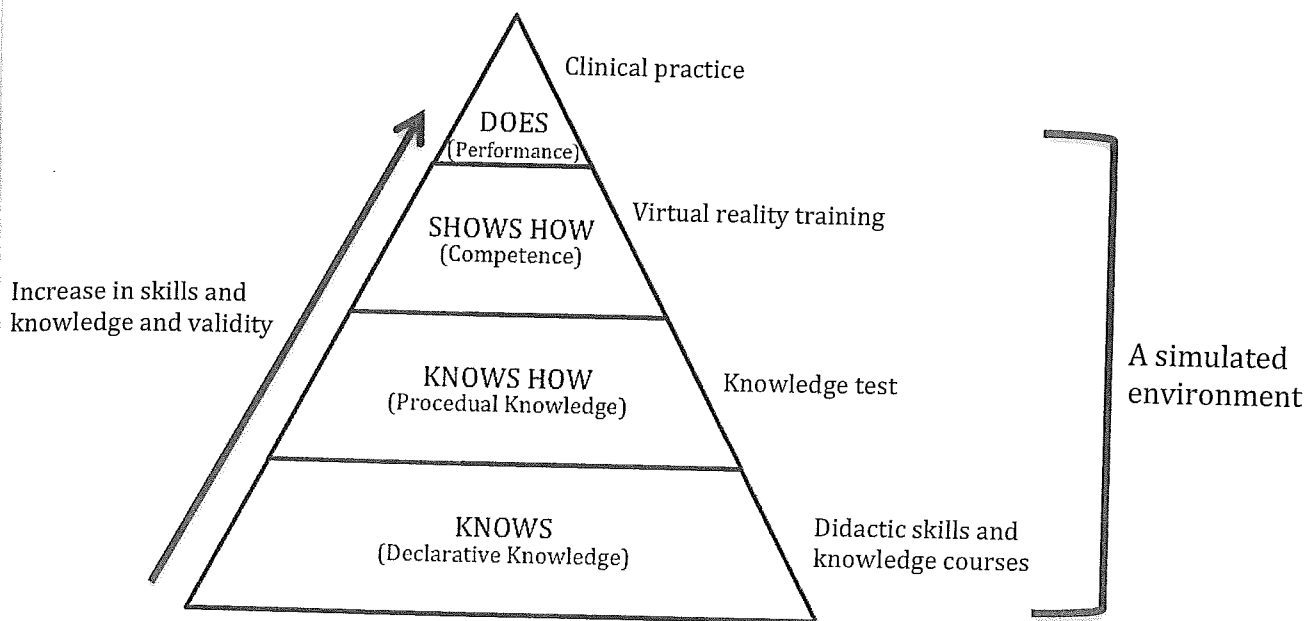 Clinical practice
DOES
(Performance)
Virtual reality training
SHOWS HOW
(Competence)
Increase in skills and
knowledge and validity
A simulated
environment
KNOWS HOW
(Procedual Knowledge)
Knowledge test
KNOWS
(Declarative Knowledge)
Didactic skills and
knowledge courses